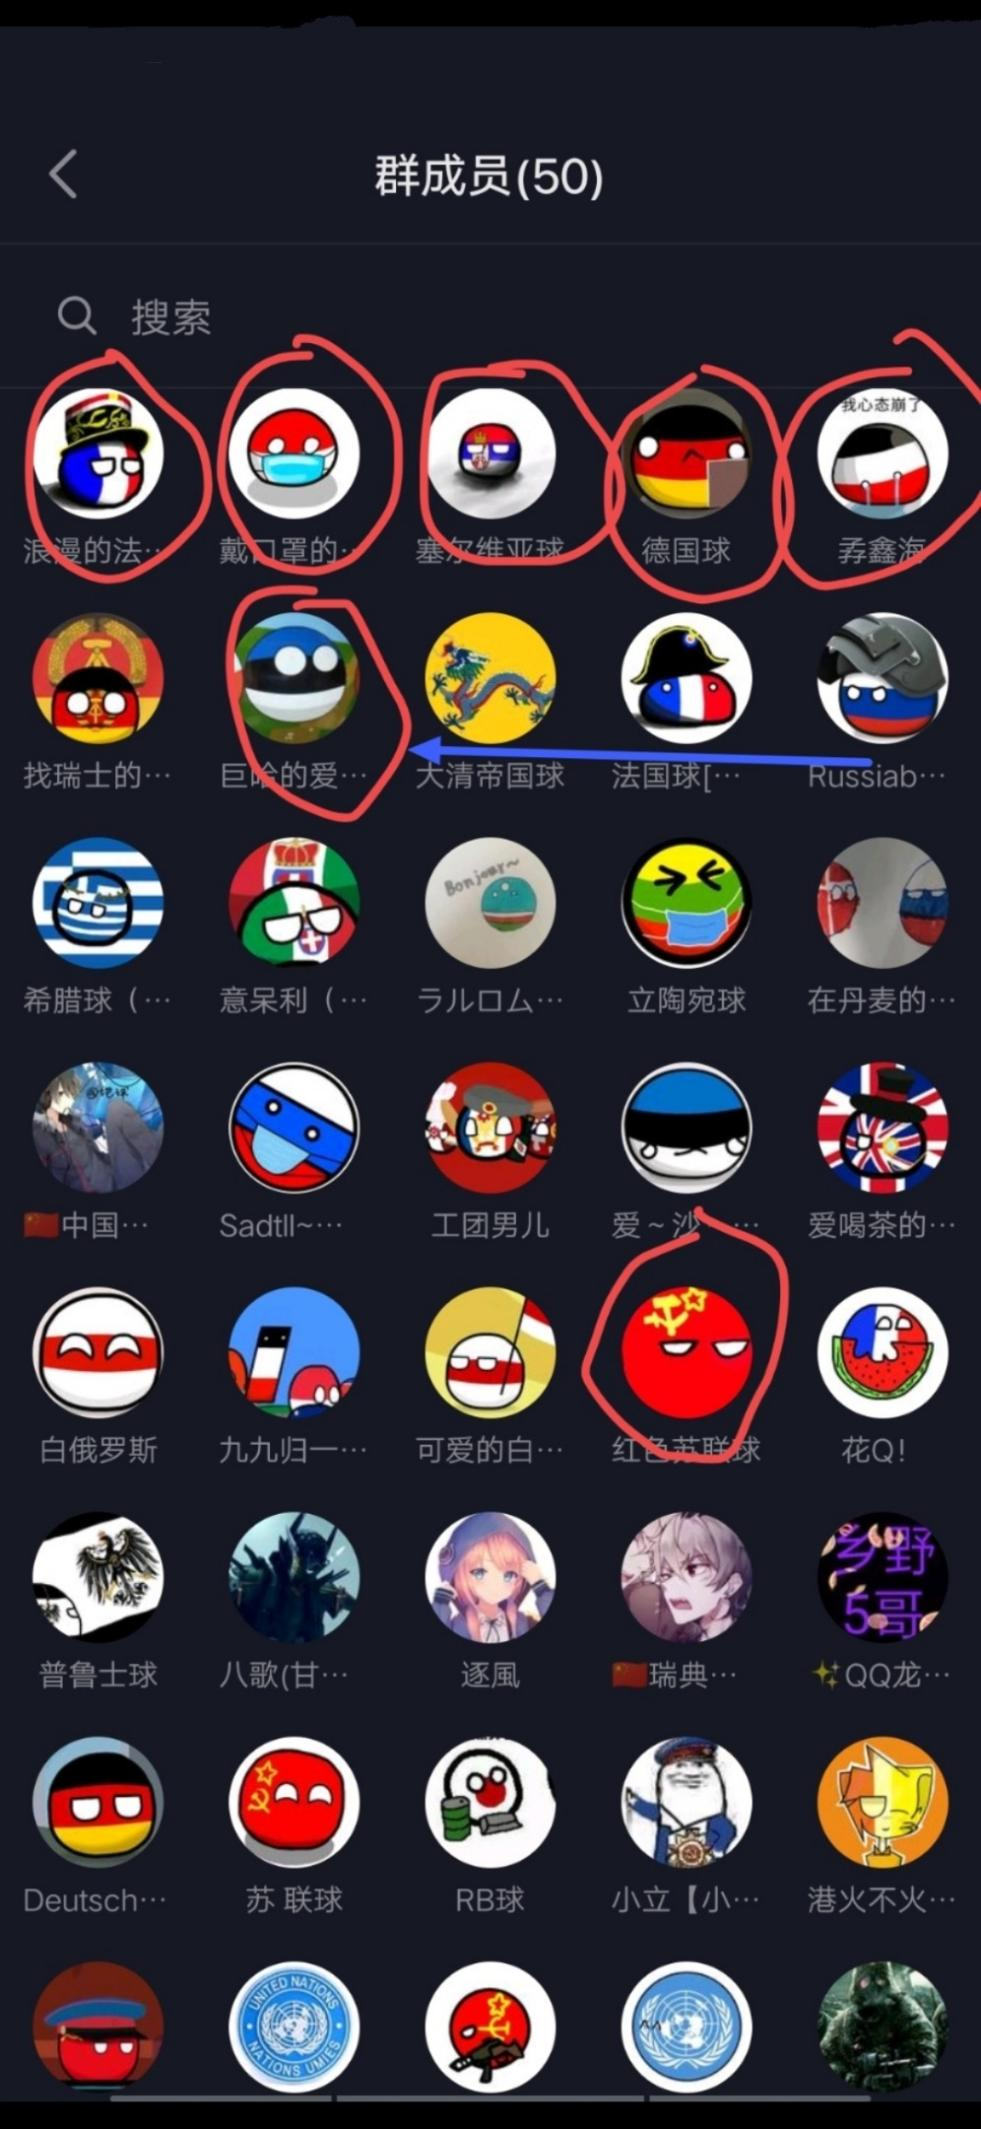 群成员(50)
搜索
我心态崩了
浪漫的法…
戴口罩的…
塞尔维亚球
德国球
孨鑫海
找瑞士的…
巨哈的爱…
大清帝国球
法国球[…
Russiab…
Bonjour~
希腊球（…
意呆利（…
ラルロム…
立陶宛球
在丹麦的…
🇨🇳中国…
Sadtll~…
工团男儿
爱~沙…
爱喝茶的…
白俄罗斯
九九归一…
可爱的白…
红色苏联球
花Q!
乡野
5哥
普鲁士球
八歌(甘…
逐風
🇨🇳瑞典…
✨QQ龙…
Deutsch…
苏 联球
RB球
小立【小…
港火不火…
UNITED NATIONS
NATIONS UNIES